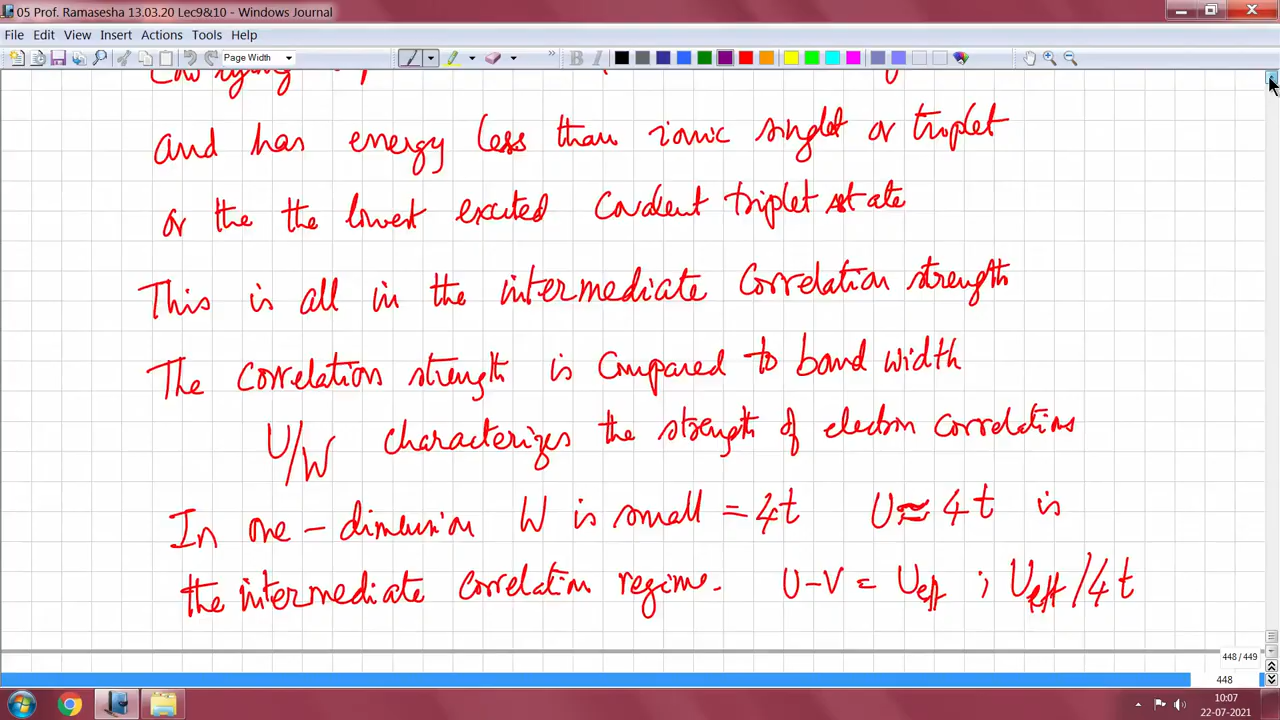 05 Prof. Ramasesha 13.03.20 Lec9&10 - Windows Journal
File Edit View Insert Actions Tools Help
Page Width
and has energy less than ionic singlet or triplet
or the the lowest excited Covalent triplet state
This is all in the intermediate Correlation strength
The Correlations strength is Compared to band width
U/W characterizes the strength of electron Correlations
In one-dimension W is small = 4t U≈4t is
the intermediate correlation regime. U-V = Ueff ; Ueff/4t
448/449
448
10:07
22-07-2021